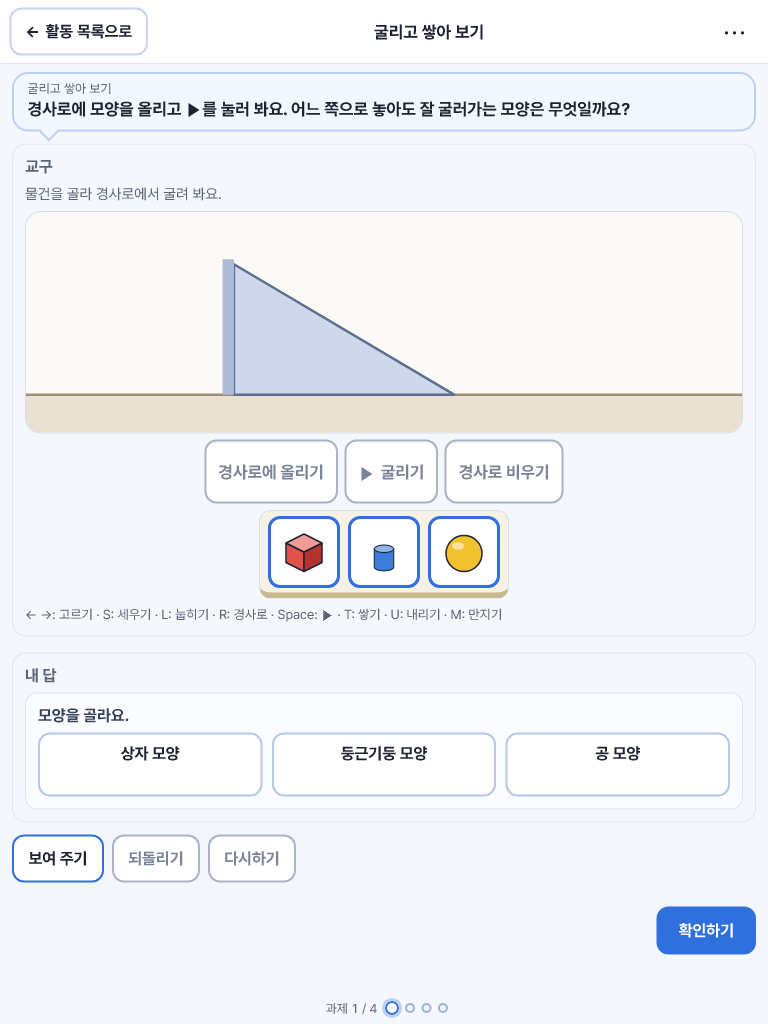 ← 활동 목록으로
굴리고 쌓아 보기
...
굴리고 쌓아 보기
경사로에 모양을 올리고 ▶를 눌러 봐요. 어느 쪽으로 놓아도 잘 굴러가는 모양은 무엇일까요?
교구
물건을 골라 경사로에서 굴려 봐요.
경사로에 올리기
▶ 굴리기
경사로 비우기
← →: 고르기 · S: 세우기 · L: 눕히기 · R: 경사로 · Space: ▶ · T: 쌓기 · U: 내리기 · M: 만지기
내 답
모양을 골라요.
상자 모양
둥근기둥 모양
공 모양
보여 주기
되돌리기
다시하기
확인하기
과제 1 / 4